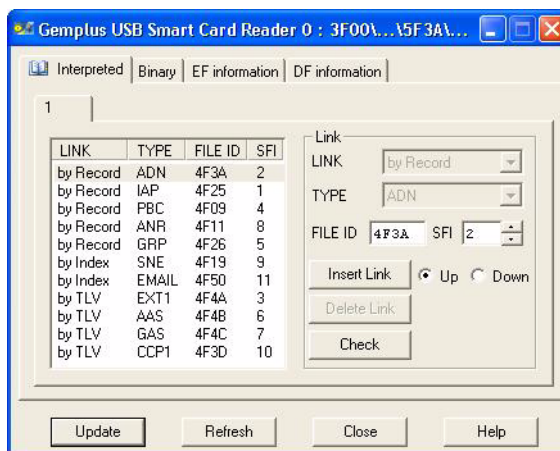 Gemplus USB Smart Card Reader 0 : 3F00\...\5F3A\...
Interpreted Binary EF information DF information
1
LINK TYPE FILE ID SFI
by Record ADN 4F3A 2
by Record IAP 4F25 1
by Record PBC 4F09 4
by Record ANR 4F11 8
by Record GRP 4F26 5
by Index SNE 4F19 9
by Index EMAIL 4F50 11
by TLV EXT1 4F4A 3
by TLV AAS 4F4B 6
by TLV GAS 4F4C 7
by TLV CCP1 4F3D 10
Link
LINK by Record
TYPE ADN
FILE ID 4F3A SFI 2
Insert Link Up Down
Delete Link
Check
Update Refresh Close Help